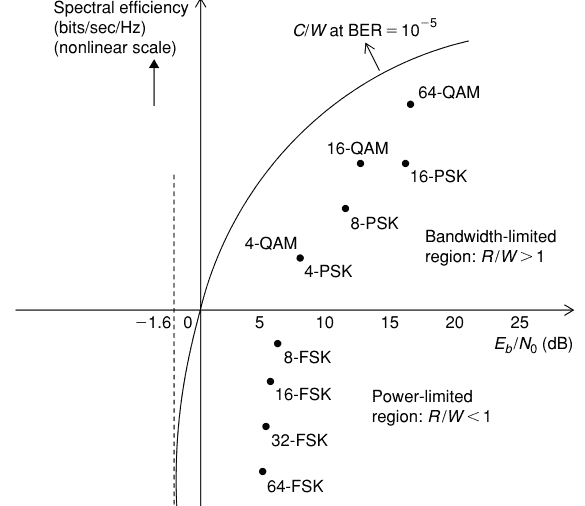 Spectral efficiency
(bits/sec/Hz)
(nonlinear scale)
C/W at BER = 10⁻⁵
64-QAM
16-QAM
16-PSK
8-PSK
4-QAM
4-PSK
Bandwidth-limited
region: R/W > 1
−1.6 0 5 10 15 20 25
E_b/N_0 (dB)
8-FSK
16-FSK
Power-limited
region: R/W < 1
32-FSK
64-FSK